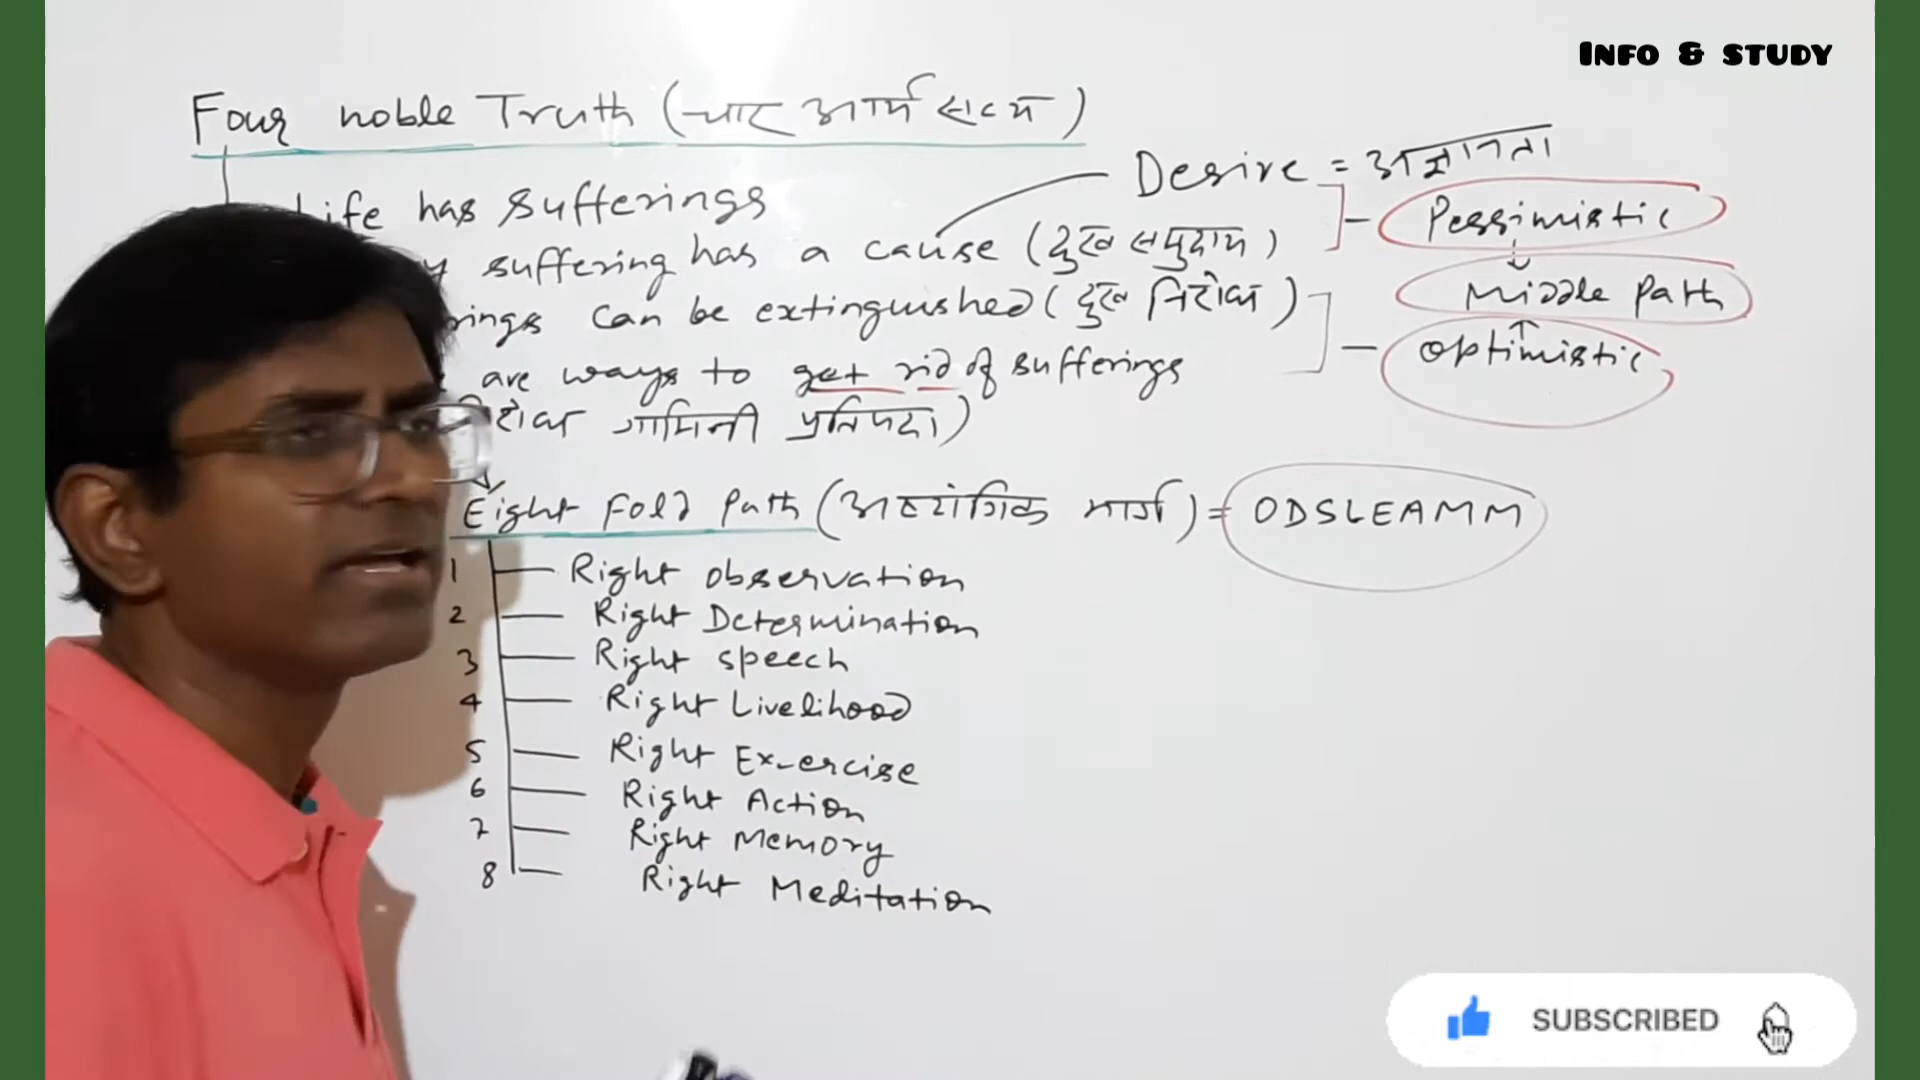 INFO & STUDY
Four noble Truth (चार आर्य सत्य)
Desire = अज्ञानता
Life has sufferings
Pessimistic
suffering has a cause (दुख समुदाय)
Middle Path
can be extinguished (दुख निरोध)
optimistic
are ways to get rid of sufferings
गामिनी प्रतिपदा)
Eight Fold Path (अष्टांगिक मार्ग) = ODSLEAMM
1 Right observation
2 Right Determination
3 Right speech
4 Right Livelihood
5 Right Exercise
6 Right Action
7 Right Memory
8 Right Meditation
SUBSCRIBED